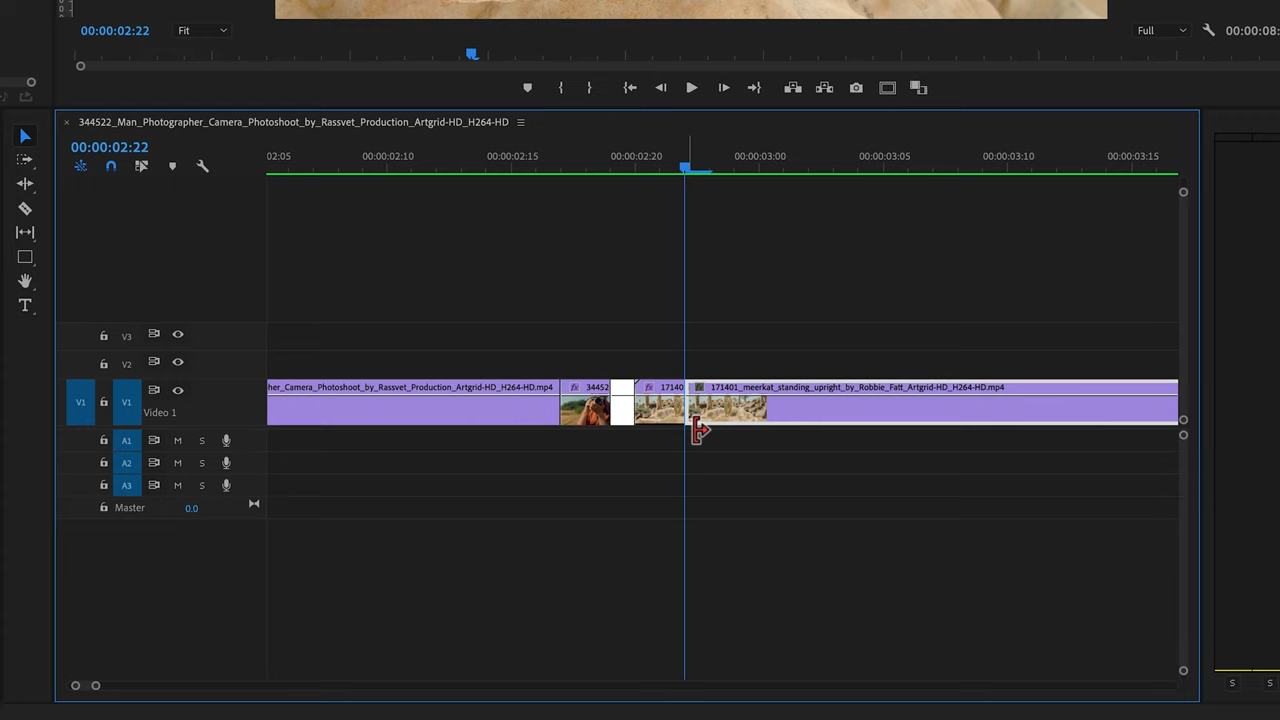 00:00:02:22 Fit Full 00:00:08:
344522_Man_Photographer_Camera_Photoshoot_by_Rassvet_Production_Artgrid-HD_H264-HD
00:00:02:22
02:05 00:00:02:10 00:00:02:15 00:00:02:20 00:00:03:00 00:00:03:05 00:00:03:10 00:00:03:15
V3
V2
her_Camera_Photoshoot_by_Rassvet_Production_Artgrid-HD_H264-HD.mp4 fx 34452 fx 17140 fx 171401_meerkat_standing_upright_by_Robbie_Fatt_Artgrid-HD_H264-HD.mp4
V1 V1 Video 1
A1 M S
A2 M S
A3 M S
Master 0.0
S S